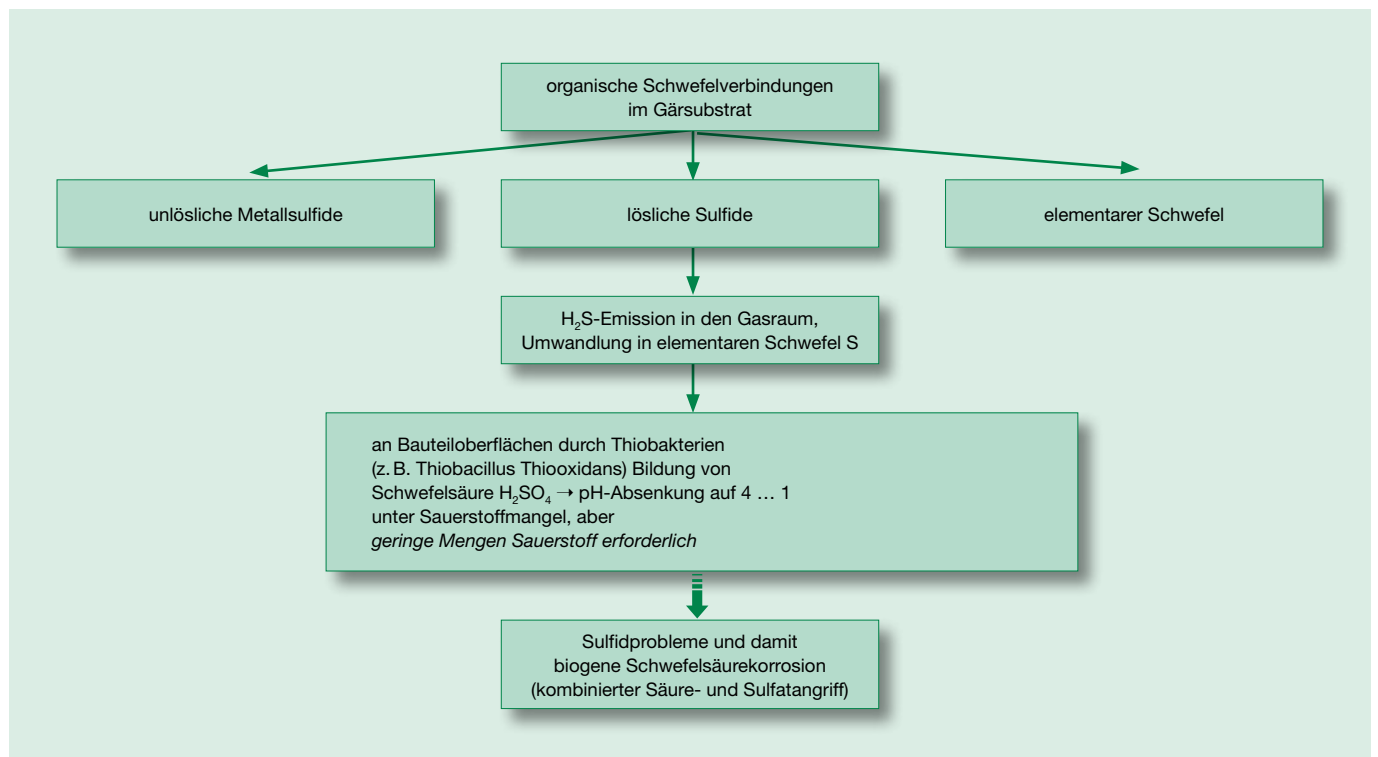 organische Schwefelverbindungen
im Gärsubstrat
unlösliche Metallsulfide
lösliche Sulfide
elementarer Schwefel
H₂S-Emission in den Gasraum,
Umwandlung in elementaren Schwefel S
an Bauteiloberflächen durch Thiobakterien
(z. B. Thiobacillus Thiooxidans) Bildung von
Schwefelsäure H₂SO₄ → pH-Absenkung auf 4 … 1
unter Sauerstoffmangel, aber
geringe Mengen Sauerstoff erforderlich
Sulfidprobleme und damit
biogene Schwefelsäurekorrosion
(kombinierter Säure- und Sulfatangriff)